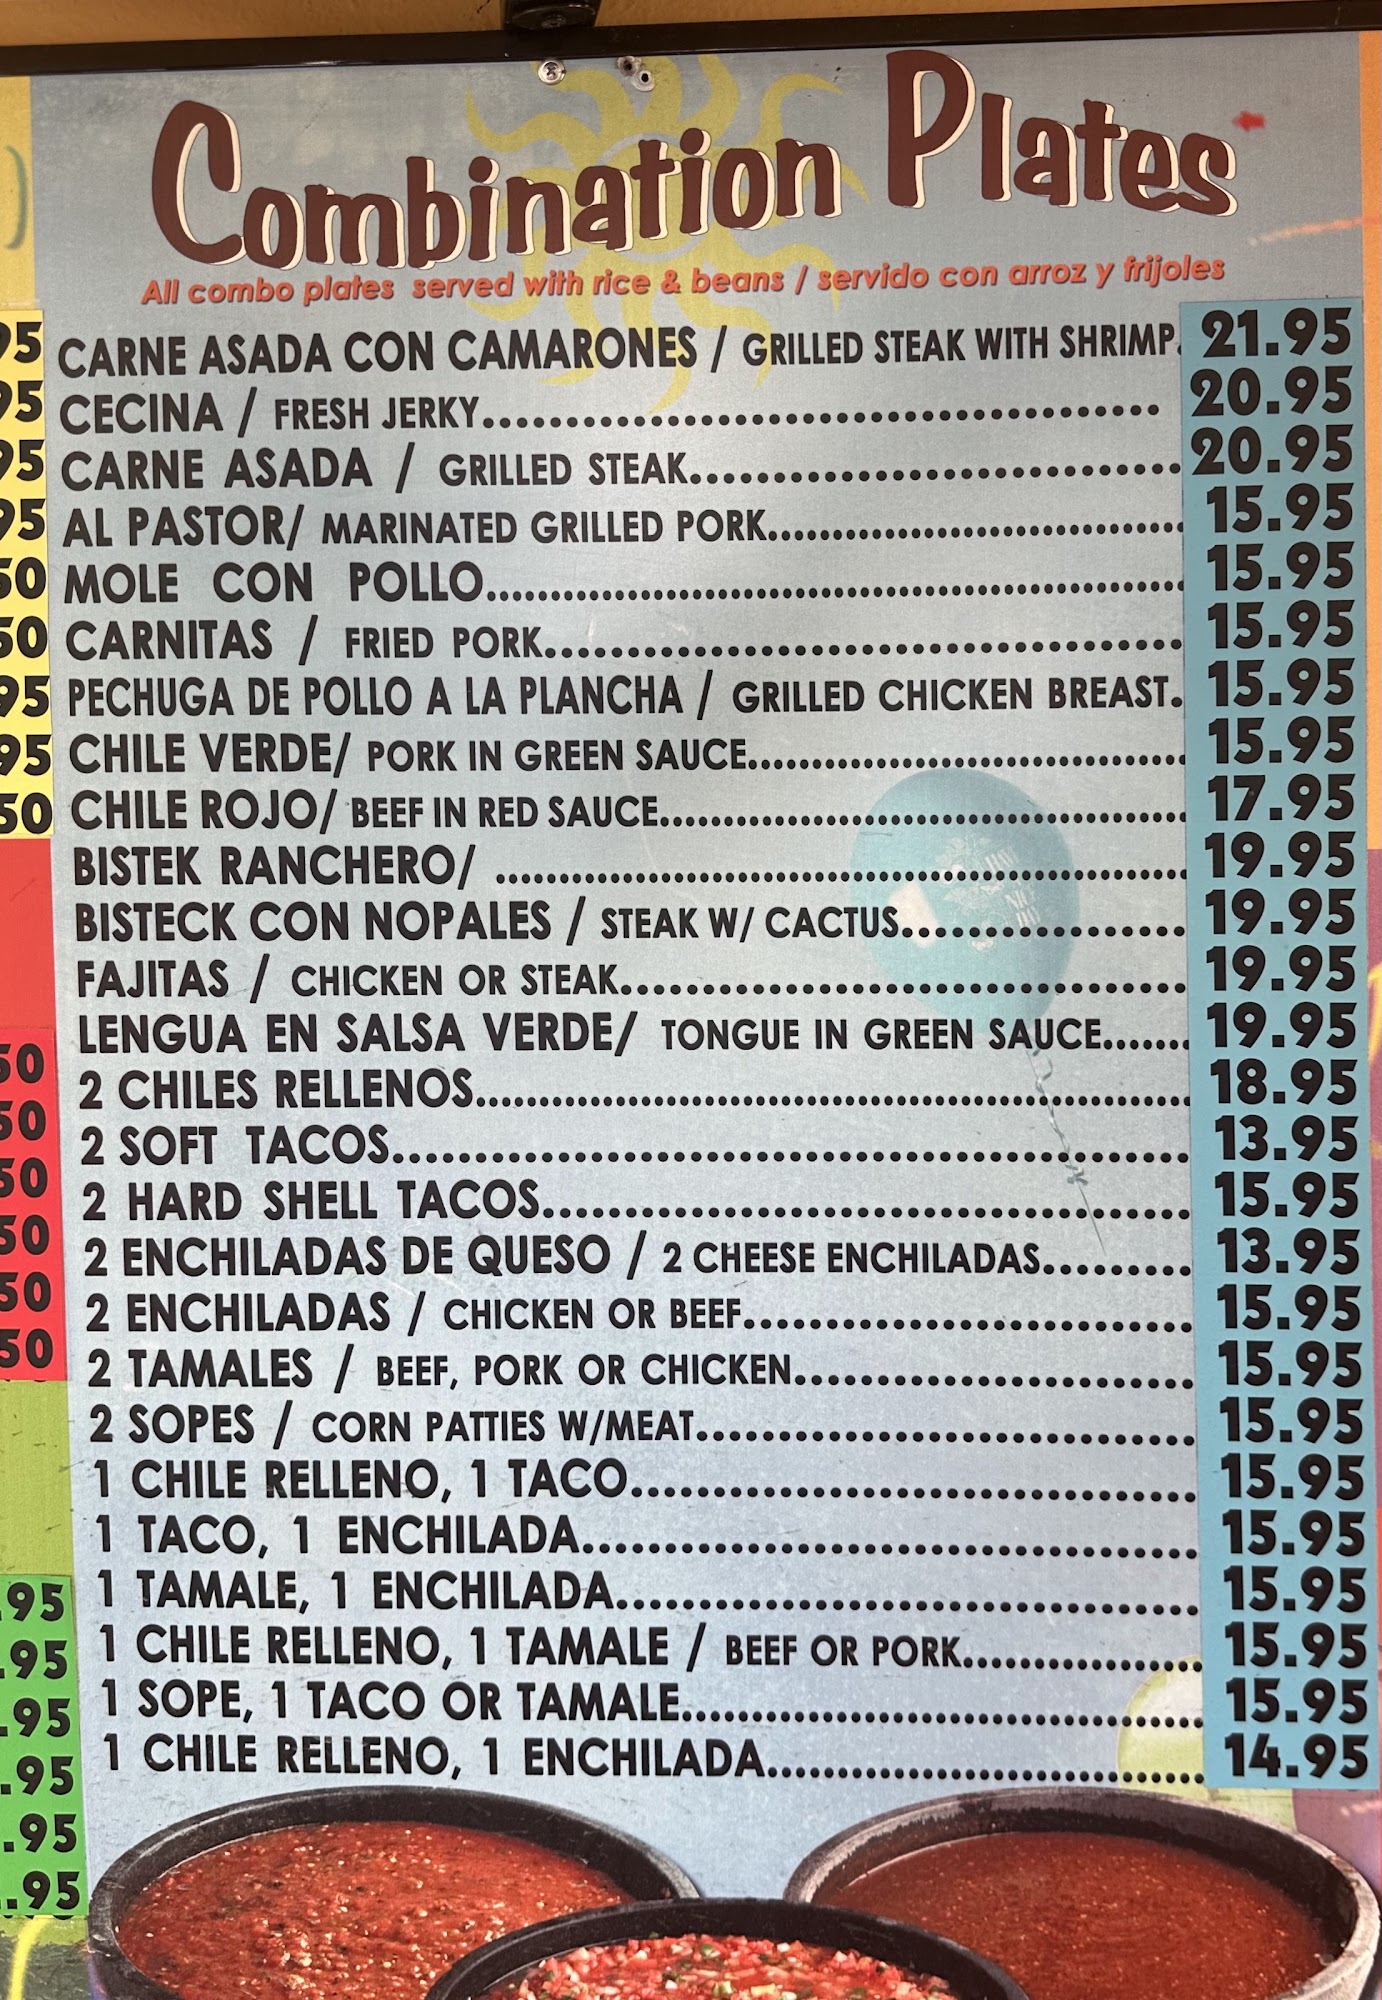 Combination Plates
All combo plates served with rice & beans / servido con arroz y frijoles
CARNE ASADA CON CAMARONES / GRILLED STEAK WITH SHRIMP. 21.95
CECINA / FRESH JERKY........................................ 20.95
CARNE ASADA / GRILLED STEAK.............................. 20.95
AL PASTOR/ MARINATED GRILLED PORK................................ 15.95
MOLE CON POLLO...................................................... 15.95
CARNITAS / FRIED PORK................................... 15.95
PECHUGA DE POLLO A LA PLANCHA / GRILLED CHICKEN BREAST. 15.95
CHILE VERDE/ PORK IN GREEN SAUCE.................................. 15.95
CHILE ROJO/ BEEF IN RED SAUCE......................................... 17.95
BISTEK RANCHERO/ ..................................................... 19.95
BISTECK CON NOPALES / STEAK W/ CACTUS................. 19.95
FAJITAS / CHICKEN OR STEAK................................ 19.95
LENGUA EN SALSA VERDE/ TONGUE IN GREEN SAUCE....... 19.95
2 CHILES RELLENOS........................................................ 18.95
2 SOFT TACOS............................................... 13.95
2 HARD SHELL TACOS..................................... 15.95
2 ENCHILADAS DE QUESO / 2 CHEESE ENCHILADAS......... 13.95
2 ENCHILADAS / CHICKEN OR BEEF........................... 15.95
2 TAMALES / BEEF, PORK OR CHICKEN....................... 15.95
2 SOPES / CORN PATTIES W/MEAT............................. 15.95
1 CHILE RELLENO, 1 TACO................................. 15.95
1 TACO, 1 ENCHILADA..................................... 15.95
1 TAMALE, 1 ENCHILADA.................................. 15.95
1 CHILE RELLENO, 1 TAMALE / BEEF OR PORK................ 15.95
1 SOPE, 1 TACO OR TAMALE................................... 15.95
1 CHILE RELLENO, 1 ENCHILADA............................. 14.95